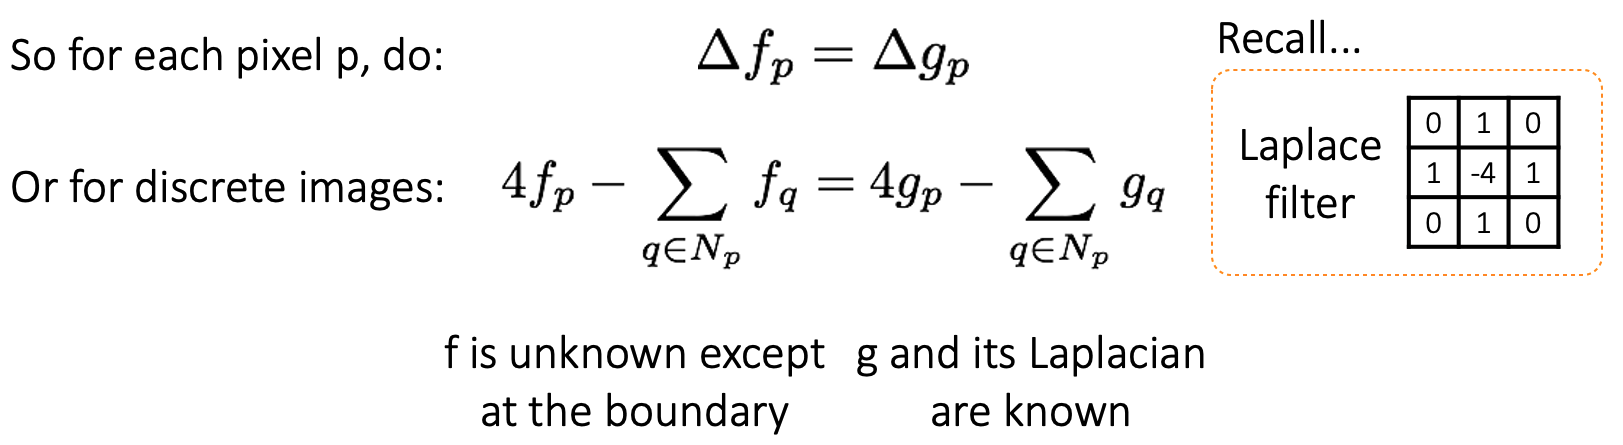 So for each pixel p, do:
Δf_p = Δg_p
Recall...
Laplace
filter
0 1 0
1 -4 1
0 1 0
Or for discrete images:
4f_p − ∑_{q∈N_p} f_q = 4g_p − ∑_{q∈N_p} g_q
f is unknown except
at the boundary
g and its Laplacian
are known